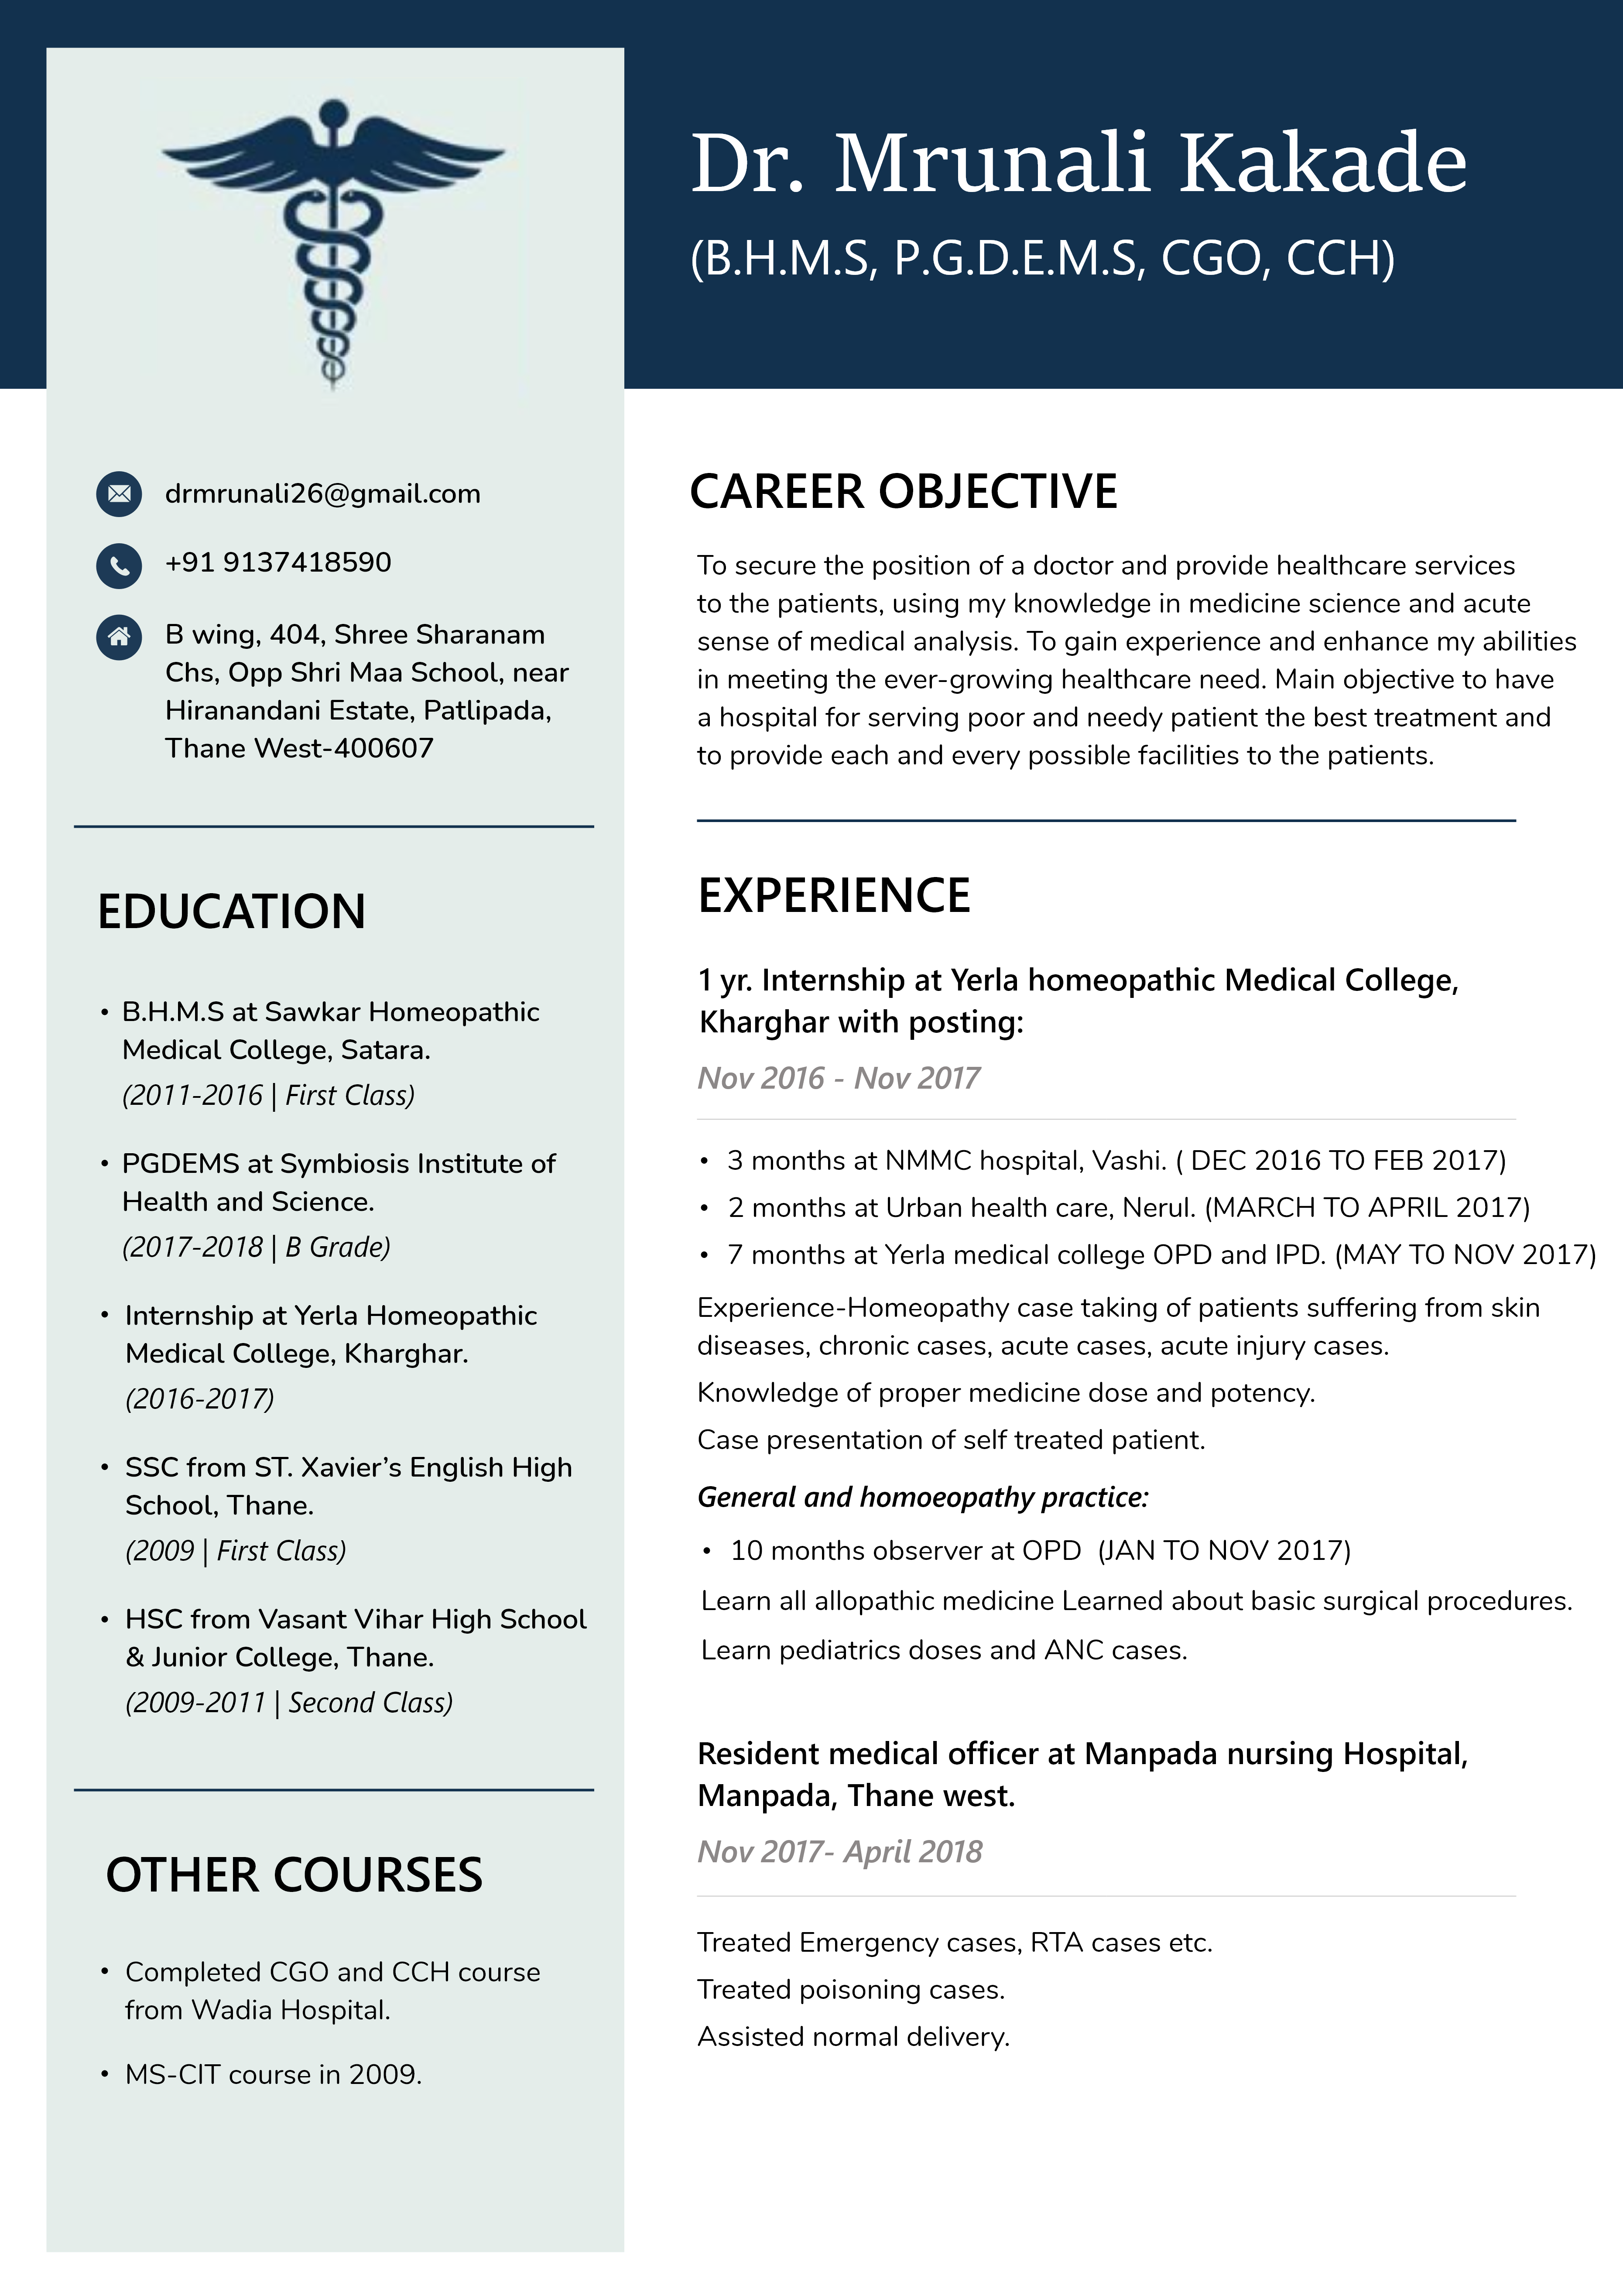 Dr. Mrunali Kakade
(B.H.M.S, P.G.D.E.M.S, CGO, CCH)
drmrunali26@gmail.com
+91 9137418590
B wing, 404, Shree Sharanam
Chs, Opp Shri Maa School, near
Hiranandani Estate, Patlipada,
Thane West-400607
EDUCATION
• B.H.M.S at Sawkar Homeopathic
Medical College, Satara.
(2011-2016 | First Class)
• PGDEMS at Symbiosis Institute of
Health and Science.
(2017-2018 | B Grade)
• Internship at Yerla Homeopathic
Medical College, Kharghar.
(2016-2017)
• SSC from ST. Xavier’s English High
School, Thane.
(2009 | First Class)
• HSC from Vasant Vihar High School
& Junior College, Thane.
(2009-2011 | Second Class)
OTHER COURSES
• Completed CGO and CCH course
from Wadia Hospital.
• MS-CIT course in 2009.
CAREER OBJECTIVE
To secure the position of a doctor and provide healthcare services
to the patients, using my knowledge in medicine science and acute
sense of medical analysis. To gain experience and enhance my abilities
in meeting the ever-growing healthcare need. Main objective to have
a hospital for serving poor and needy patient the best treatment and
to provide each and every possible facilities to the patients.
EXPERIENCE
1 yr. Internship at Yerla homeopathic Medical College,
Kharghar with posting:
Nov 2016 - Nov 2017
• 3 months at NMMC hospital, Vashi. ( DEC 2016 TO FEB 2017)
• 2 months at Urban health care, Nerul. (MARCH TO APRIL 2017)
• 7 months at Yerla medical college OPD and IPD. (MAY TO NOV 2017)
Experience-Homeopathy case taking of patients suffering from skin
diseases, chronic cases, acute cases, acute injury cases.
Knowledge of proper medicine dose and potency.
Case presentation of self treated patient.
General and homoeopathy practice:
• 10 months observer at OPD (JAN TO NOV 2017)
Learn all allopathic medicine Learned about basic surgical procedures.
Learn pediatrics doses and ANC cases.
Resident medical officer at Manpada nursing Hospital,
Manpada, Thane west.
Nov 2017- April 2018
Treated Emergency cases, RTA cases etc.
Treated poisoning cases.
Assisted normal delivery.